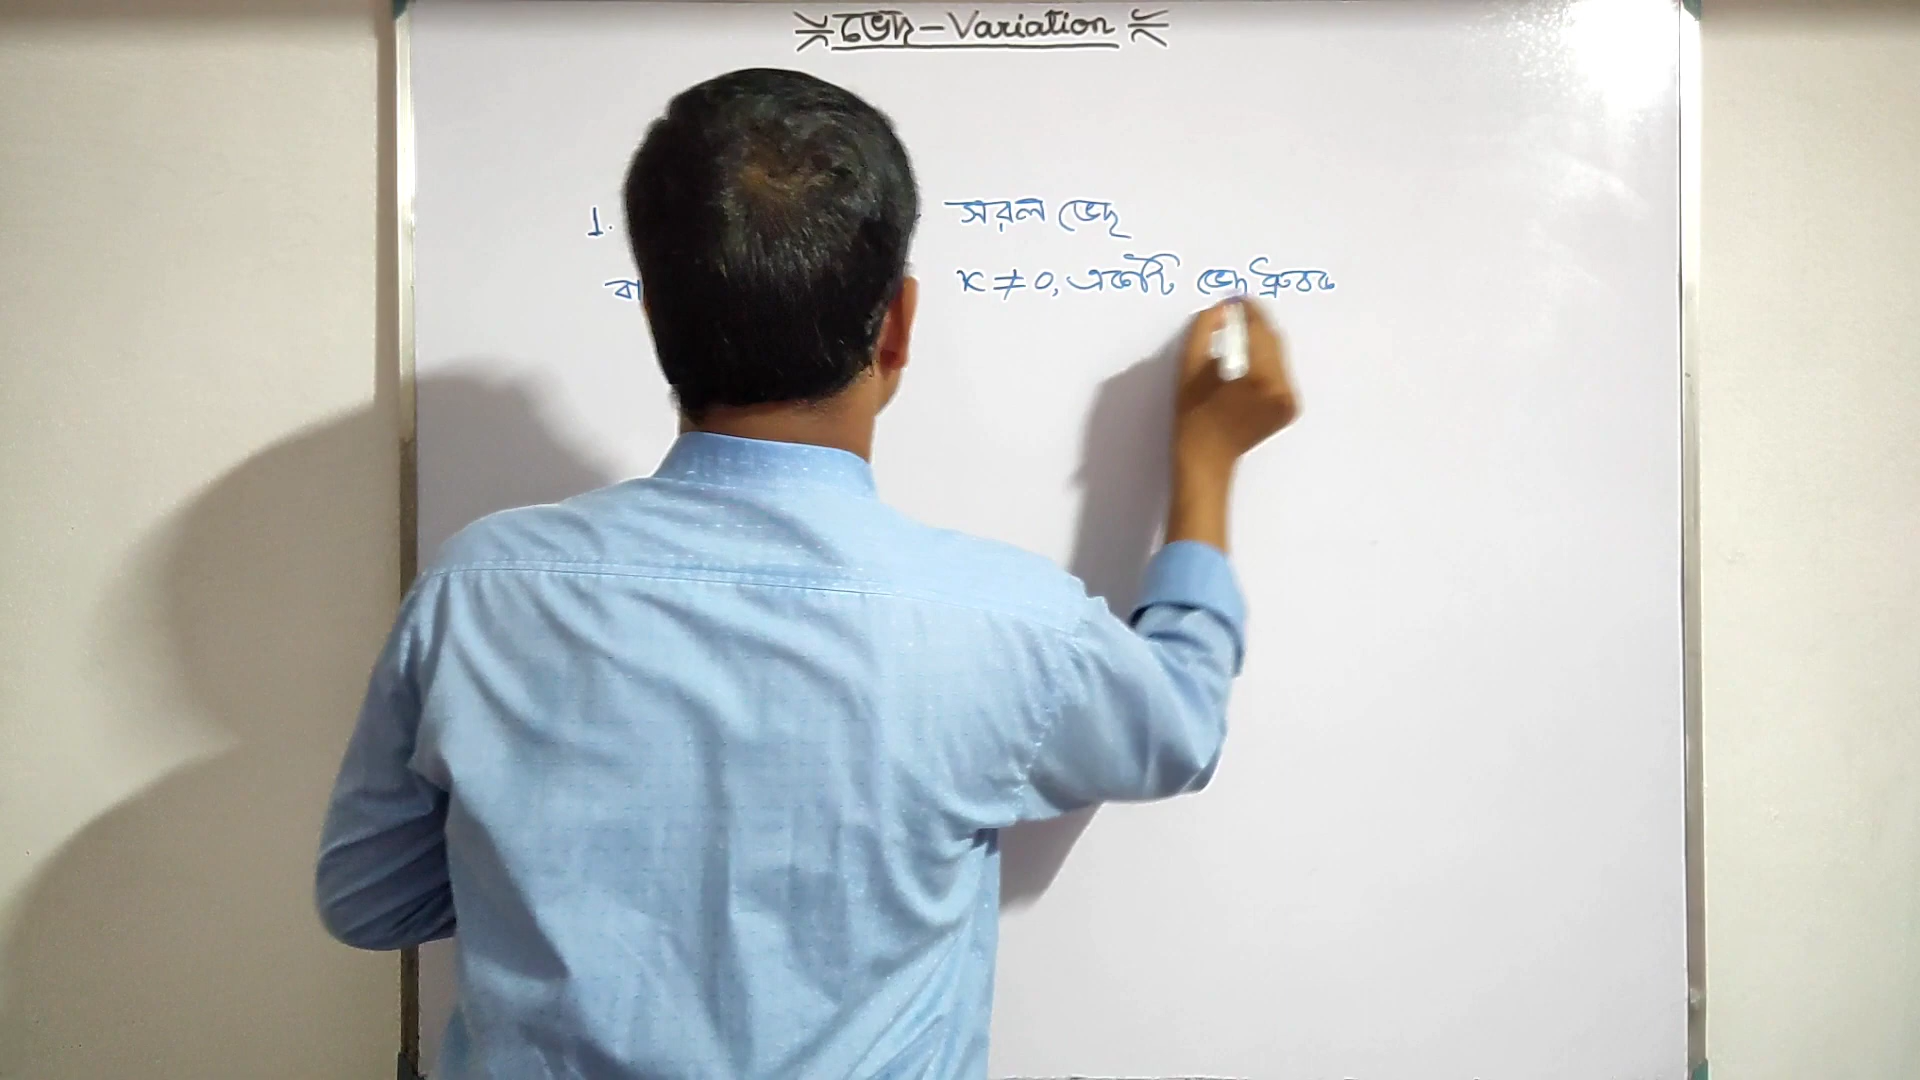 ভেদ – Variation
1. সরল ভেদ
বা K ≠ 0, একটি ভেদ ধ্রুবক